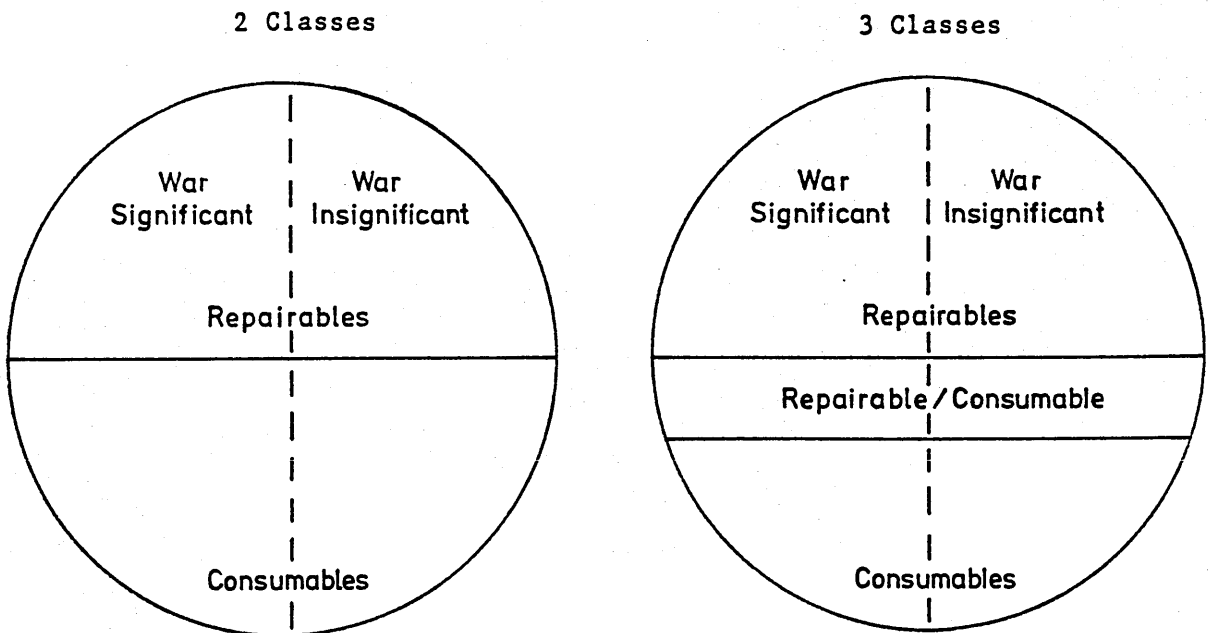 2 Classes
War
Significant
War
Insignificant
Repairables
Consumables
3 Classes
War
Significant
War
Insignificant
Repairables
Repairable/Consumable
Consumables